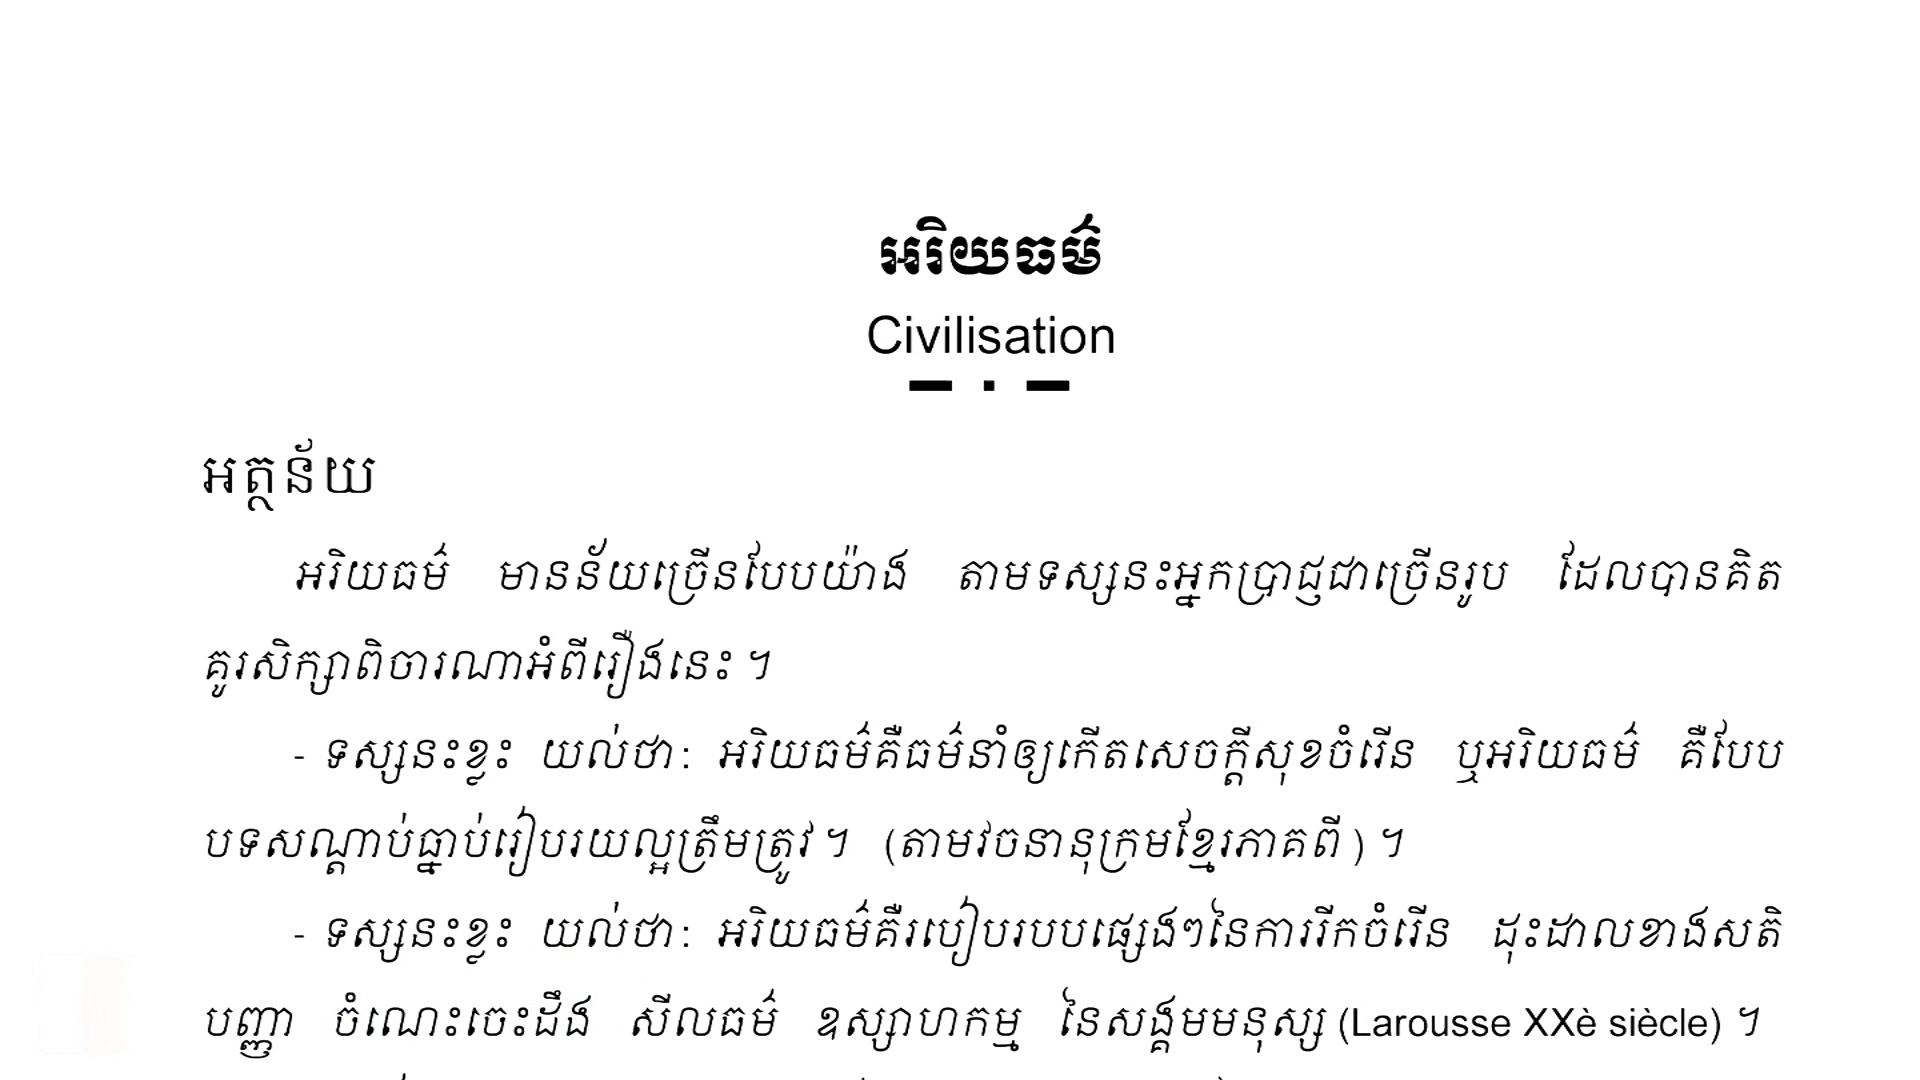 អរិយធម៌
Civilisation
អត្ថន័យ
អរិយធម៌ មានន័យច្រើនបែបយ៉ាង តាមទស្សនះអ្នកប្រាជ្ញជាច្រើនរូប ដែលបានគិត
គូរសិក្សាពិចារណាអំពីរឿងនេះ ។
- ទស្សនះខ្លះ យល់ថា : អរិយធម៌គឺធម៌នាំឲ្យកើតសេចក្ដីសុខចំរើន ឬអរិយធម៌ គឺបែប
បទសណ្ដាប់ធ្នាប់រៀបរយល្អត្រឹមត្រូវ ។ (តាមវចនានុក្រមខ្មែរភាគពី ) ។
- ទស្សនះខ្លះ យល់ថា : អរិយធម៌គឺរបៀបរបបផ្សេងៗនៃការរីកចំរើន ដុះដាលខាងសតិ
បញ្ញា ចំណេះចេះដឹង សីលធម៌ ឧស្សាហកម្ម នៃសង្គមមនុស្ស (Larousse XXè siècle) ។